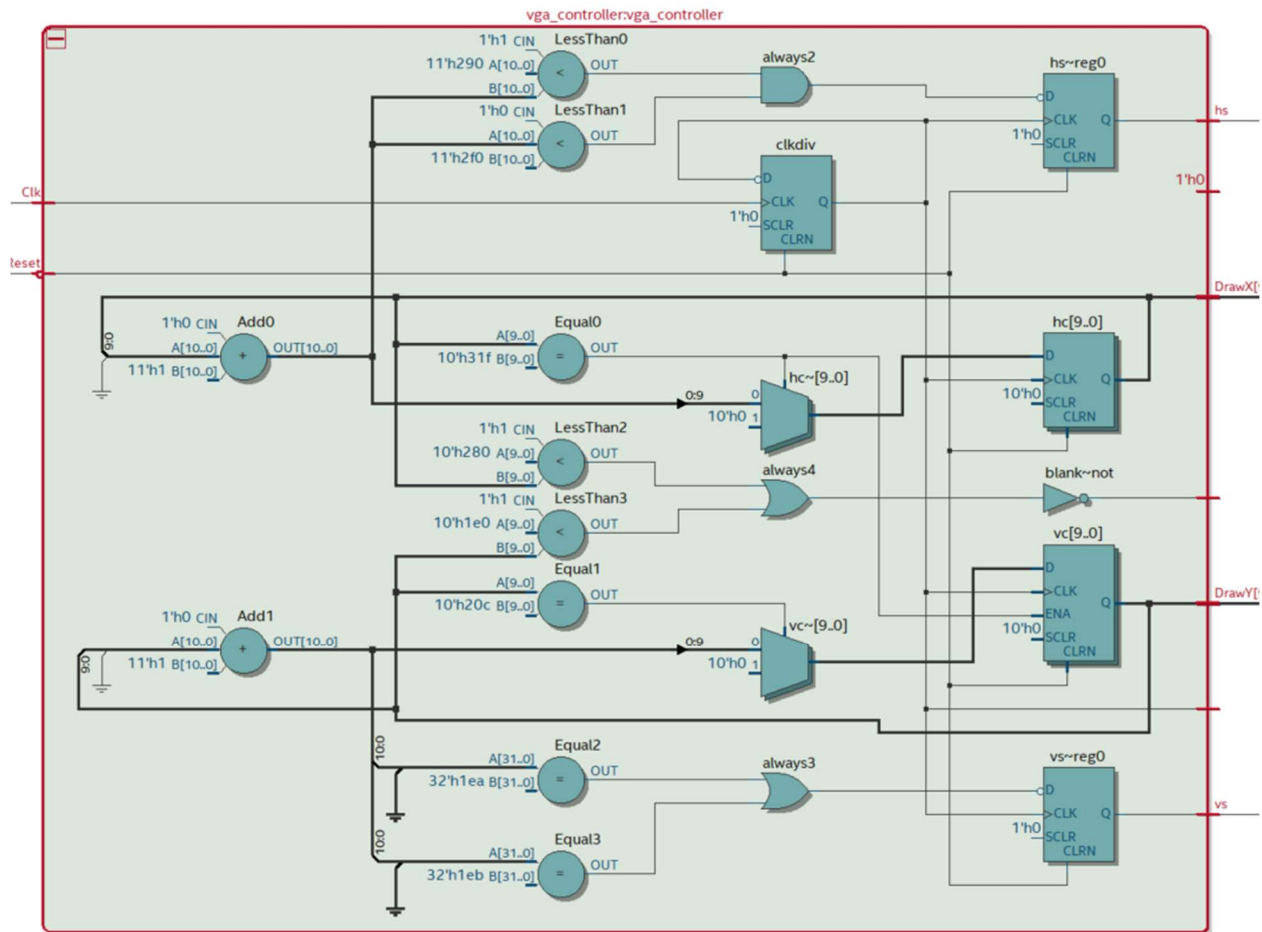 vga_controller:vga_controller
1'h1 CIN
LessThan0
11'h290 A[10..0]
<
OUT
B[10..0]
always2
hs~reg0
D
CLK
Q
1'h0
SCLR
CLRN
hs
1'h0 CIN
LessThan1
A[10..0]
<
OUT
11'h2f0 B[10..0]
clkdiv
D
CLK
Q
1'h0
SCLR
CLRN
1'h0
Clk
Reset
DrawX[9
9:0
1'h0 CIN
Add0
A[10..0]
+
OUT[10..0]
11'h1 B[10..0]
Equal0
A[9..0]
=
OUT
10'h31f B[9..0]
hc~[9..0]
0:9
0
10'h0 1
hc[9..0]
D
CLK
Q
10'h0
SCLR
CLRN
1'h1 CIN
LessThan2
10'h280 A[9..0]
<
OUT
B[9..0]
always4
blank~not
1'h1 CIN
LessThan3
10'h1e0 A[9..0]
<
OUT
B[9..0]
vc[9..0]
D
CLK
Q
ENA
10'h0
SCLR
CLRN
DrawY[9
Equal1
A[9..0]
=
OUT
10'h20c B[9..0]
1'h0 CIN
Add1
A[10..0]
+
OUT[10..0]
11'h1 B[10..0]
9:0
vc~[9..0]
0:9
0
10'h0 1
10:0
Equal2
A[31..0]
=
OUT
32'h1ea B[31..0]
always3
vs~reg0
D
CLK
Q
1'h0
SCLR
CLRN
vs
10:0
Equal3
A[31..0]
=
OUT
32'h1eb B[31..0]